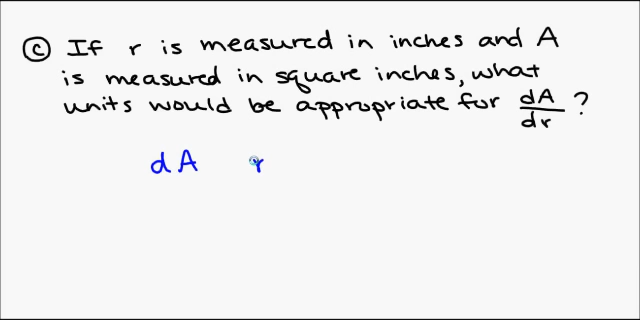 ⓒ If r is measured in inches and A
is measured in square inches, what
units would be appropriate for dA/dr ?
dA r